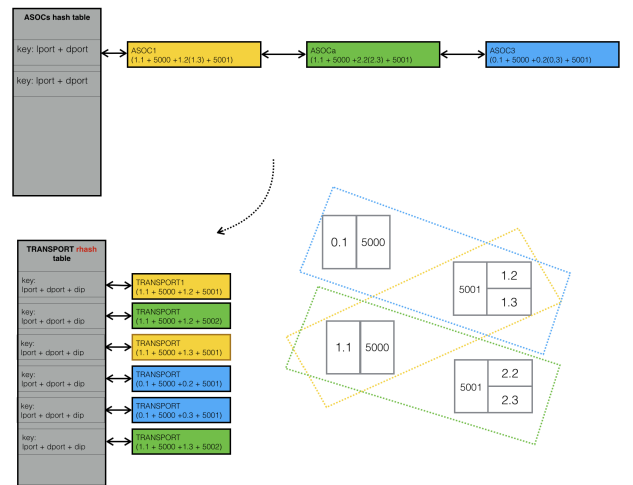 ASOCs hash table
key: lport + dport
key: lport + dport
ASOC1
(1.1 + 5000 +1.2(1.3) + 5001)
ASOCa
(1.1 + 5000 +2.2(2.3) + 5001)
ASOC3
(0.1 + 5000 +0.2(0.3) + 5001)
TRANSPORT rhash
table
key:
lport + dport + dip
key:
lport + dport + dip
key:
lport + dport + dip
key:
lport + dport + dip
key:
lport + dport + dip
key:
lport + dport + dip
TRANSPORT1
(1.1 + 5000 +1.2 + 5001)
TRANSPORT
(1.1 + 5000 +1.2 + 5002)
TRANSPORT
(1.1 + 5000 +1.3 + 5001)
TRANSPORT
(0.1 + 5000 +0.2 + 5001)
TRANSPORT
(0.1 + 5000 +0.3 + 5001)
TRANSPORT
(1.1 + 5000 +1.3 + 5002)
0.1 5000
5001
1.2
1.3
1.1 5000
5001
2.2
2.3